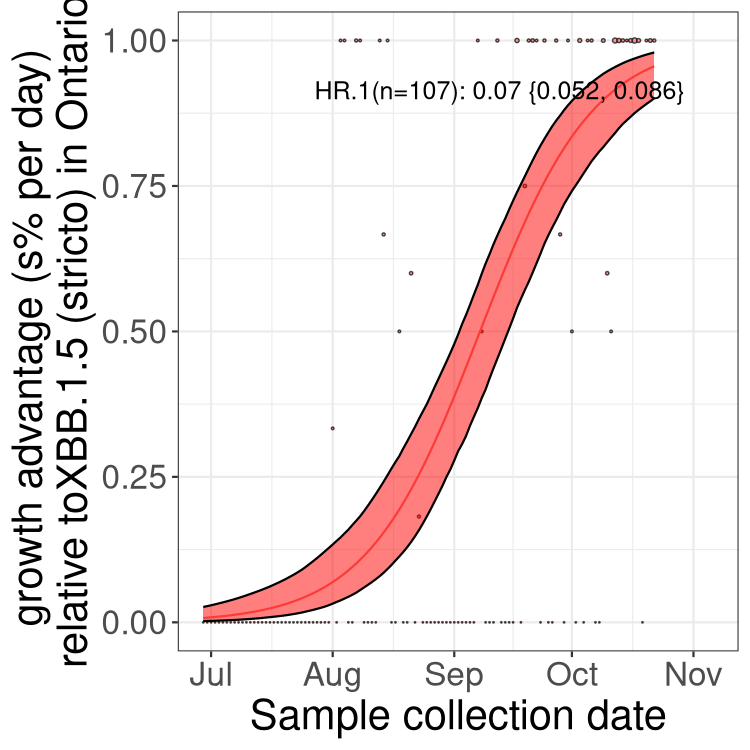 growth advantage (s% per day)
relative toXBB.1.5 (stricto) in Ontario
1.00
0.75
0.50
0.25
0.00
HR.1(n=107): 0.07 {0.052, 0.086}
Jul Aug Sep Oct Nov
Sample collection date